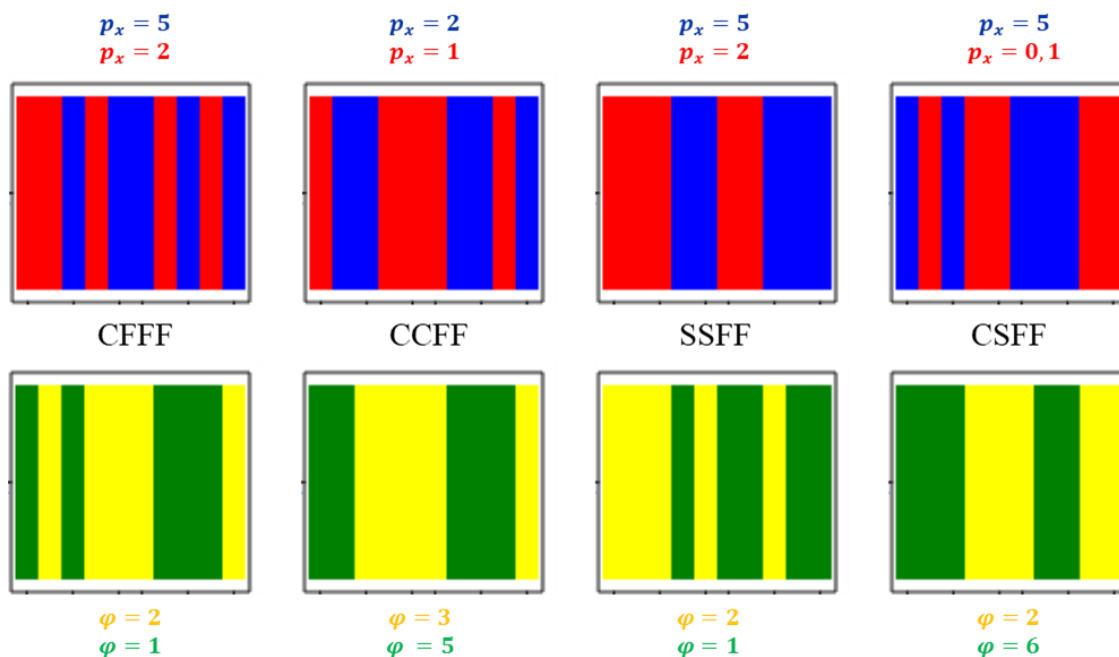 p_x = 5 p_x = 2 p_x = 5 p_x = 5
p_x = 2 p_x = 1 p_x = 2 p_x = 0, 1
CFFF CCFF SSFF CSFF
φ = 2 φ = 3 φ = 2 φ = 2
φ = 1 φ = 5 φ = 1 φ = 6